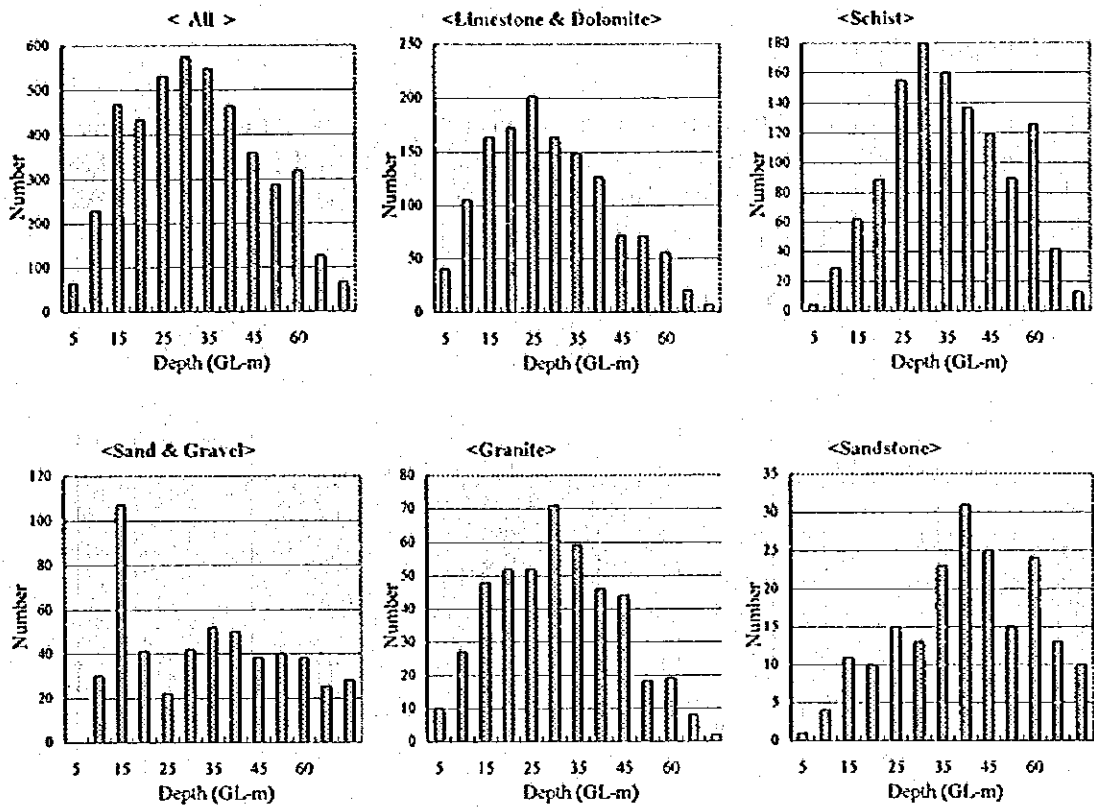 < All >
600
500
400
300
200
100
0
Number
5 15 25 35 45 60
Depth (GL-m)
<Limestone & Dolomite>
250
200
150
100
50
0
Number
5 15 25 35 45 60
Depth (GL-m)
<Schist>
180
160
140
120
100
80
60
40
20
0
Number
5 15 25 35 45 60
Depth (GL-m)
<Sand & Gravel>
120
100
80
60
40
20
0
Number
5 15 25 35 45 60
Depth (GL-m)
<Granite>
80
70
60
50
40
30
20
10
0
Number
5 15 25 35 45 60
Depth (GL-m)
<Sandstone>
35
30
25
20
15
10
5
0
Number
5 15 25 35 45 60
Depth (GL-m)